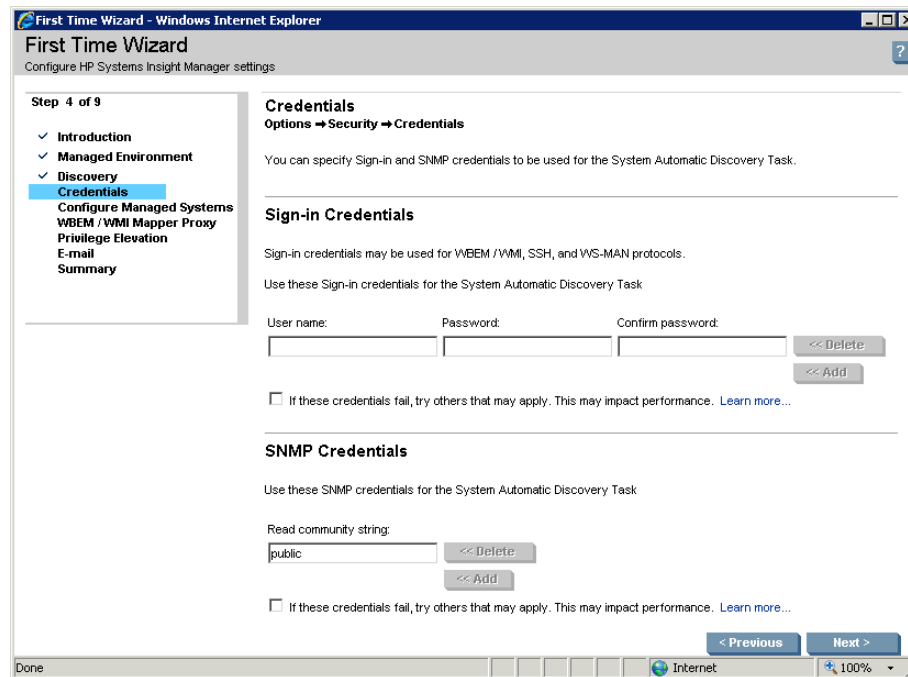 First Time Wizard - Windows Internet Explorer
First Time Wizard
?
Configure HP Systems Insight Manager settings
Step 4 of 9
Introduction
Managed Environment
Discovery
Credentials
Configure Managed Systems
WBEM / WMI Mapper Proxy
Privilege Elevation
E-mail
Summary
Credentials
Options ➔ Security ➔ Credentials
You can specify Sign-in and SNMP credentials to be used for the System Automatic Discovery Task.
Sign-in Credentials
Sign-in credentials may be used for WBEM / WMI, SSH, and WS-MAN protocols.
Use these Sign-in credentials for the System Automatic Discovery Task
User name: Password: Confirm password:
<< Delete
<< Add
If these credentials fail, try others that may apply. This may impact performance. Learn more...
SNMP Credentials
Use these SNMP credentials for the System Automatic Discovery Task
Read community string:
public << Delete
<< Add
If these credentials fail, try others that may apply. This may impact performance. Learn more...
< Previous Next >
Done Internet 100%